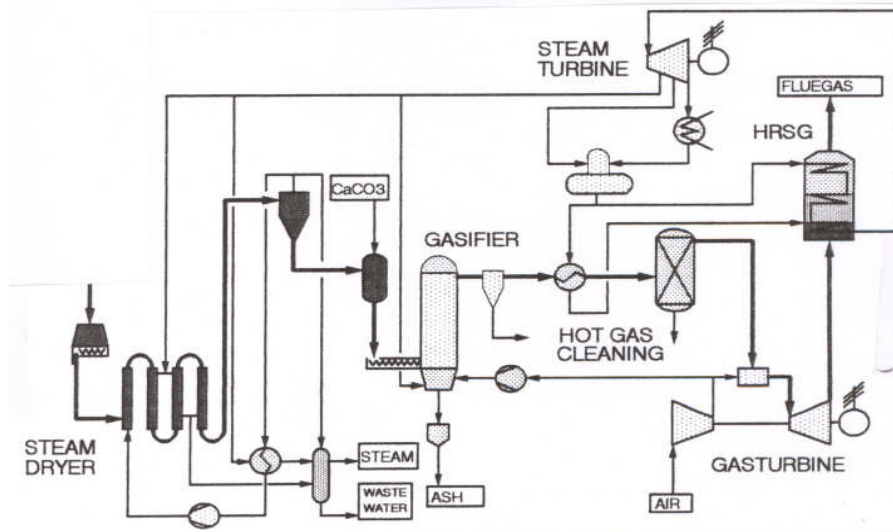 STEAM
TURBINE
FLUEGAS
HRSG
CaCO3
GASIFIER
HOT GAS
CLEANING
STEAM
DRYER
STEAM
WASTE
WATER
ASH
GASTURBINE
AIR